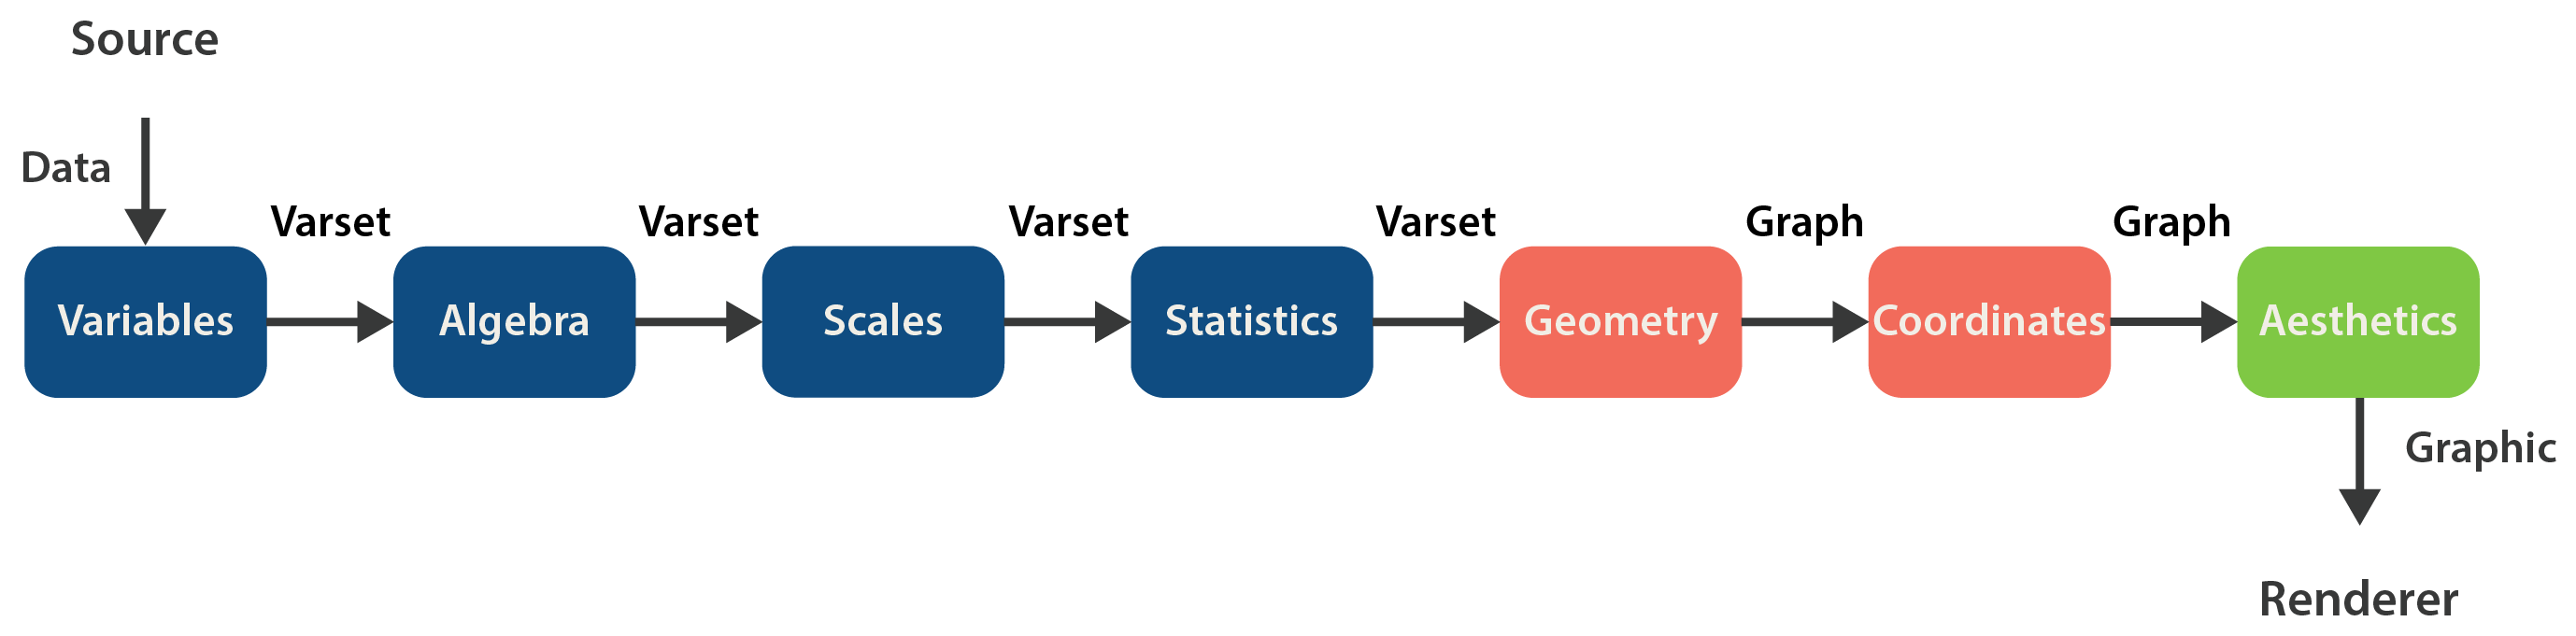 Source
Data
Varset
Varset
Varset
Varset
Graph
Graph
Variables
Algebra
Scales
Statistics
Geometry
Coordinates
Aesthetics
Graphic
Renderer